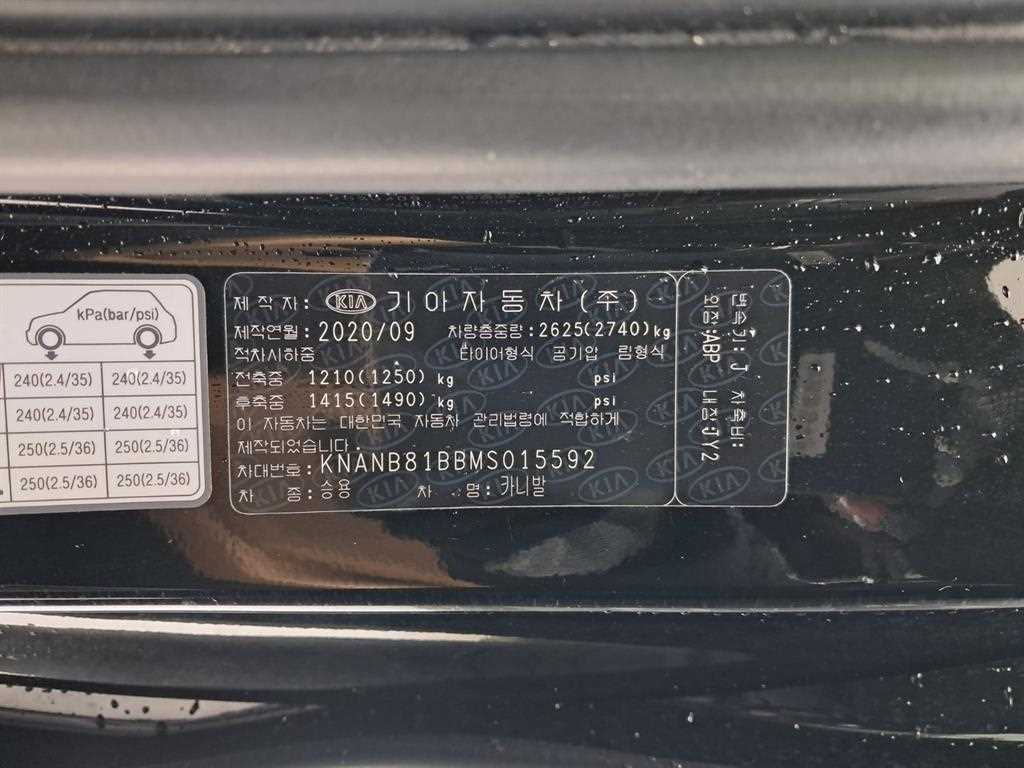 kPa(bar/psi)
240(2.4/35) 240(2.4/35)
240(2.4/35) 240(2.4/35)
250(2.5/36) 250(2.5/36)
250(2.5/36) 250(2.5/36)
제 작 자: KIA 기아자동차(주)
제작연월: 2020/09 차량총중량: 2625(2740)kg
적차시하중 타이어형식 공기압 림형식
전축중 1210(1250) kg psi
후축중 1415(1490) kg psi
이 자동차는 대한민국 자동차 관리법령에 적합하게
제작되었습니다.
차대번호: KNANB81BBMS015592
차 종: 승용 차 명: 카니발
변속기: J 차축비:
외장:ABP 내장:JY2